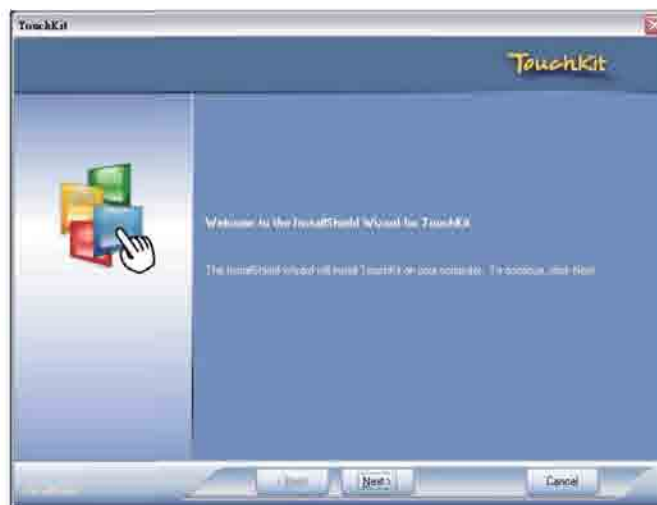 TouchKit
TouchKit
Welcome to the InstallShield Wizard for TouchKit
The InstallShield Wizard will install TouchKit on your computer. To continue, click Next.
< Back
Next >
Cancel